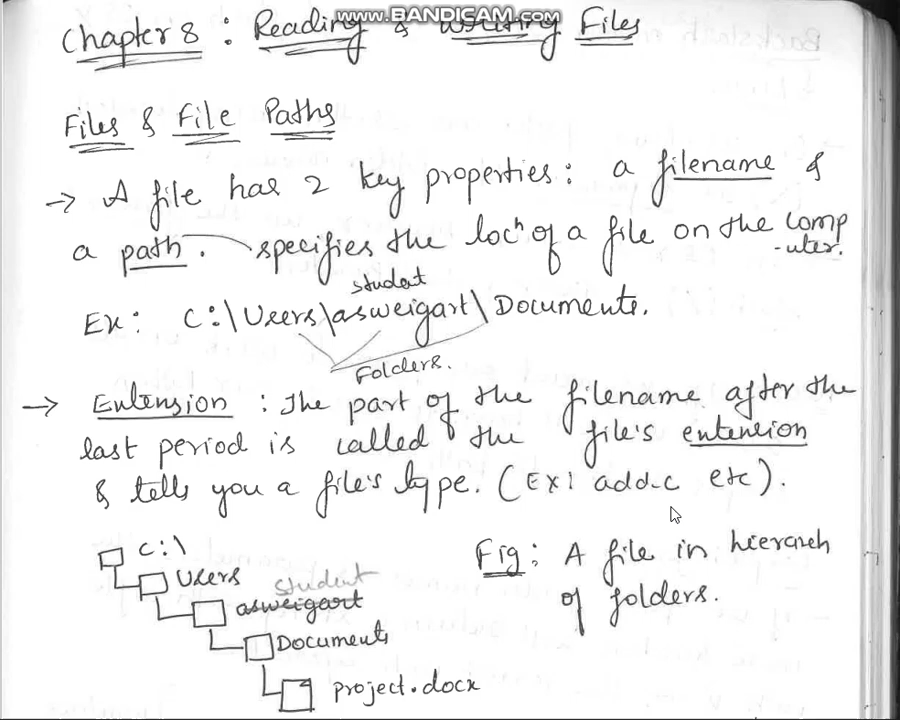 www.BANDICAM.com
Chapter 8 : Reading & Writing Files
Files & File Paths
→ A file has 2 key properties: a filename &
a path. specifies the locⁿ of a file on the comp
-uter.
student
Ex: C:\Users\asweigart\Documents.
Folders.
→ Extension : The part of the filename after the
last period is called the file's extension
& tells you a file's type. (Ex: add.c etc).
C:\
Users
student
asweigart
Documents
project.docx
Fig: A file in hierarch
of folders.